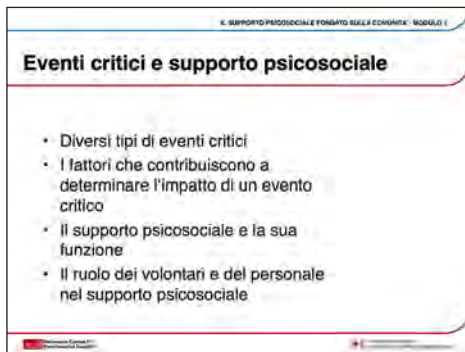 IL SUPPORTO PSICOSOCIALE FONDATO SULLA COMUNITA' - MODULO
Eventi critici e supporto psicosociale
• Diversi tipi di eventi critici
• I fattori che contribuiscono a
determinare l'impatto di un evento
critico
• Il supporto psicosociale e la sua
funzione
• Il ruolo dei volontari e del personale
nel supporto psicosociale